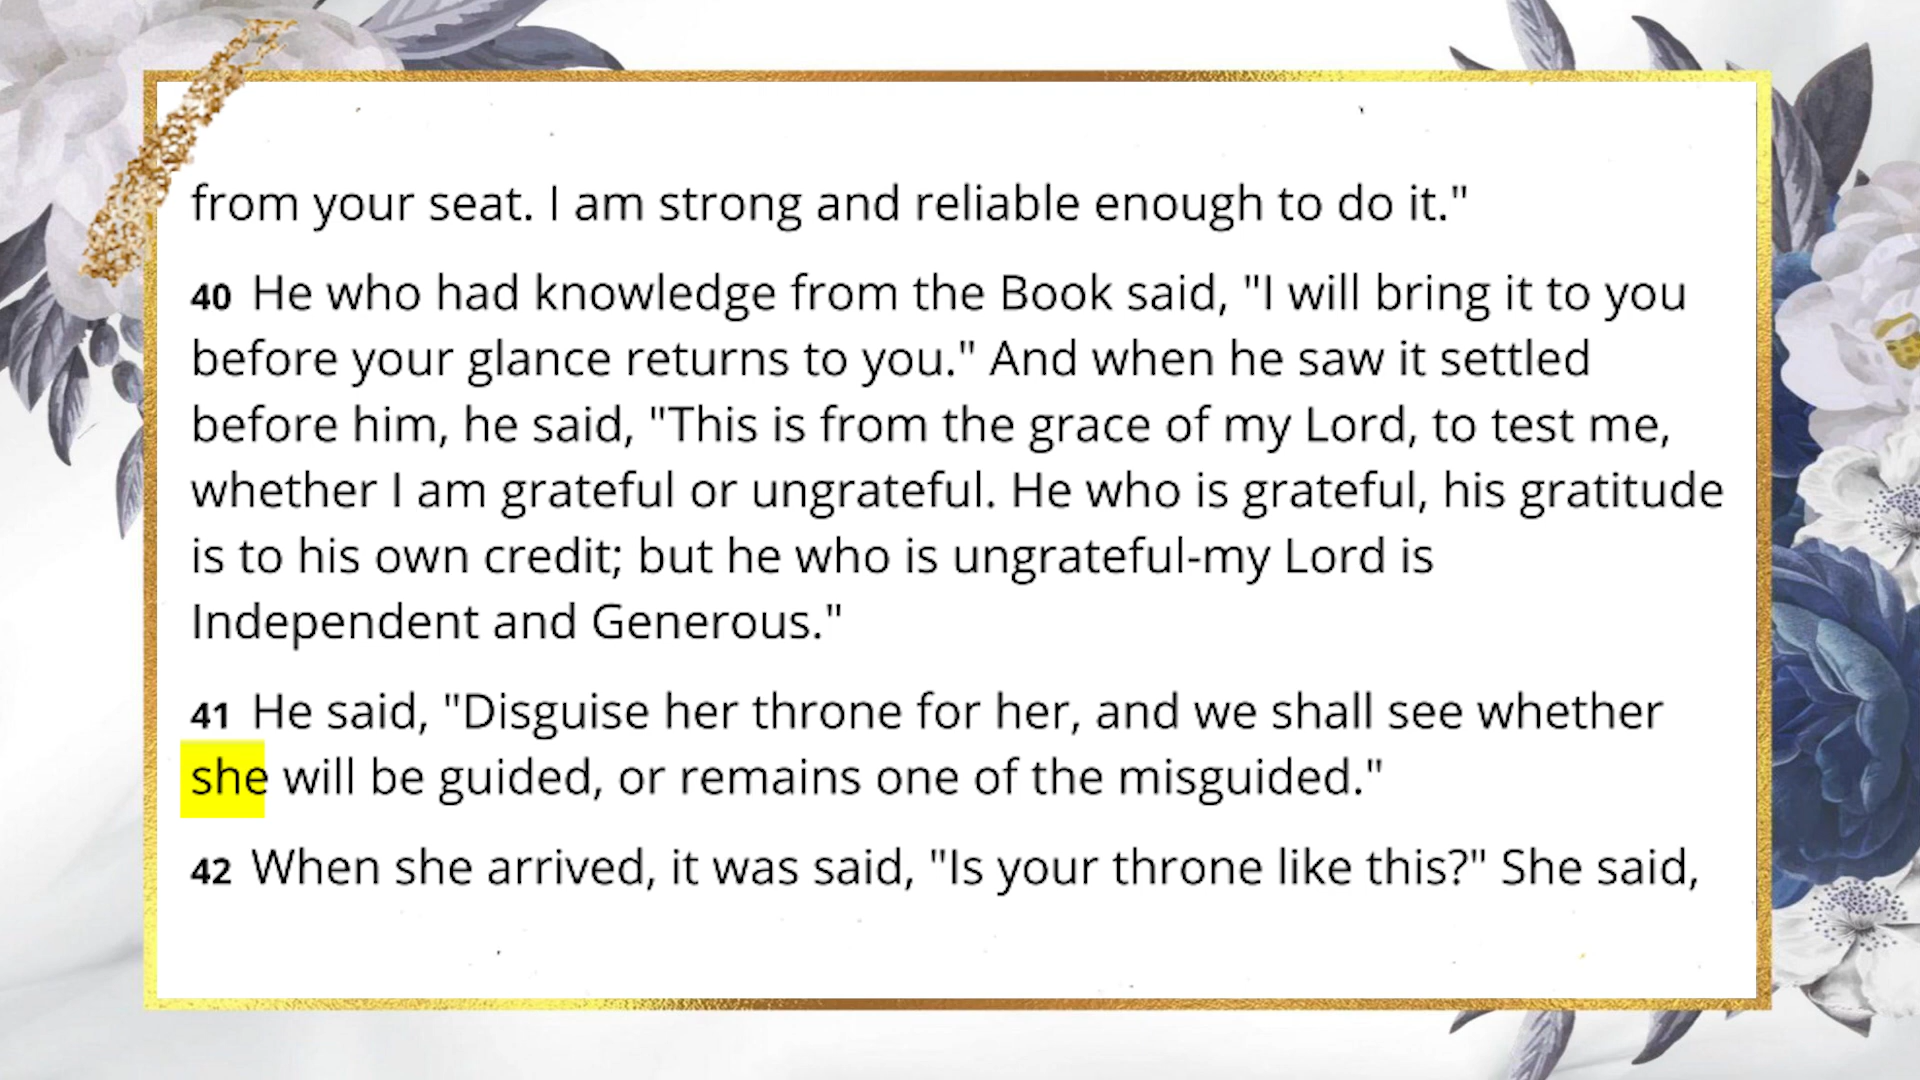 from your seat. I am strong and reliable enough to do it."
40 He who had knowledge from the Book said, "I will bring it to you
before your glance returns to you." And when he saw it settled
before him, he said, "This is from the grace of my Lord, to test me,
whether I am grateful or ungrateful. He who is grateful, his gratitude
is to his own credit; but he who is ungrateful-my Lord is
Independent and Generous."
41 He said, "Disguise her throne for her, and we shall see whether
she will be guided, or remains one of the misguided."
42 When she arrived, it was said, "Is your throne like this?" She said,